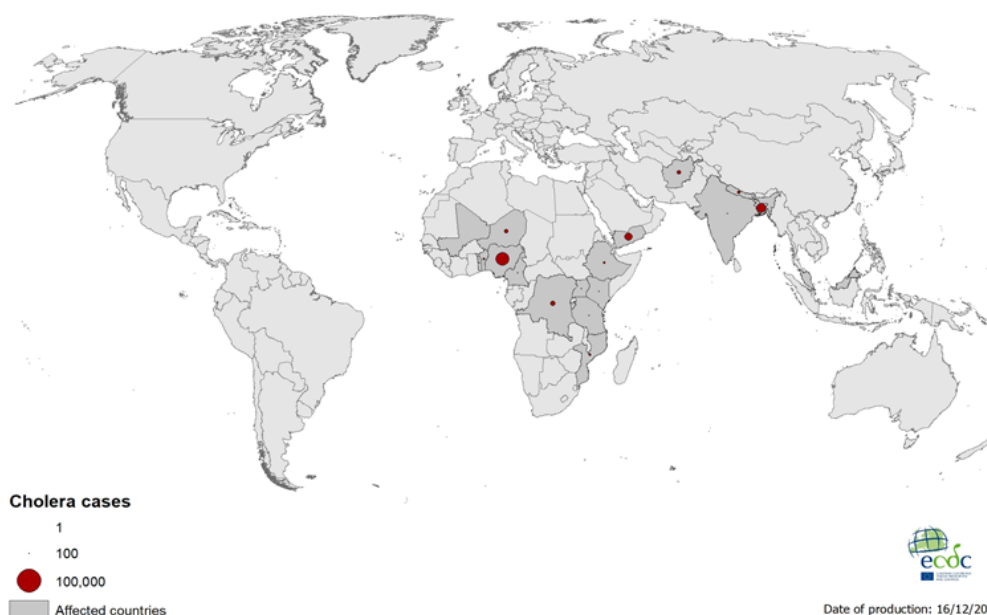 Cholera cases
1
100
100,000
Affected countries
ecdc
Date of production: 16/12/20